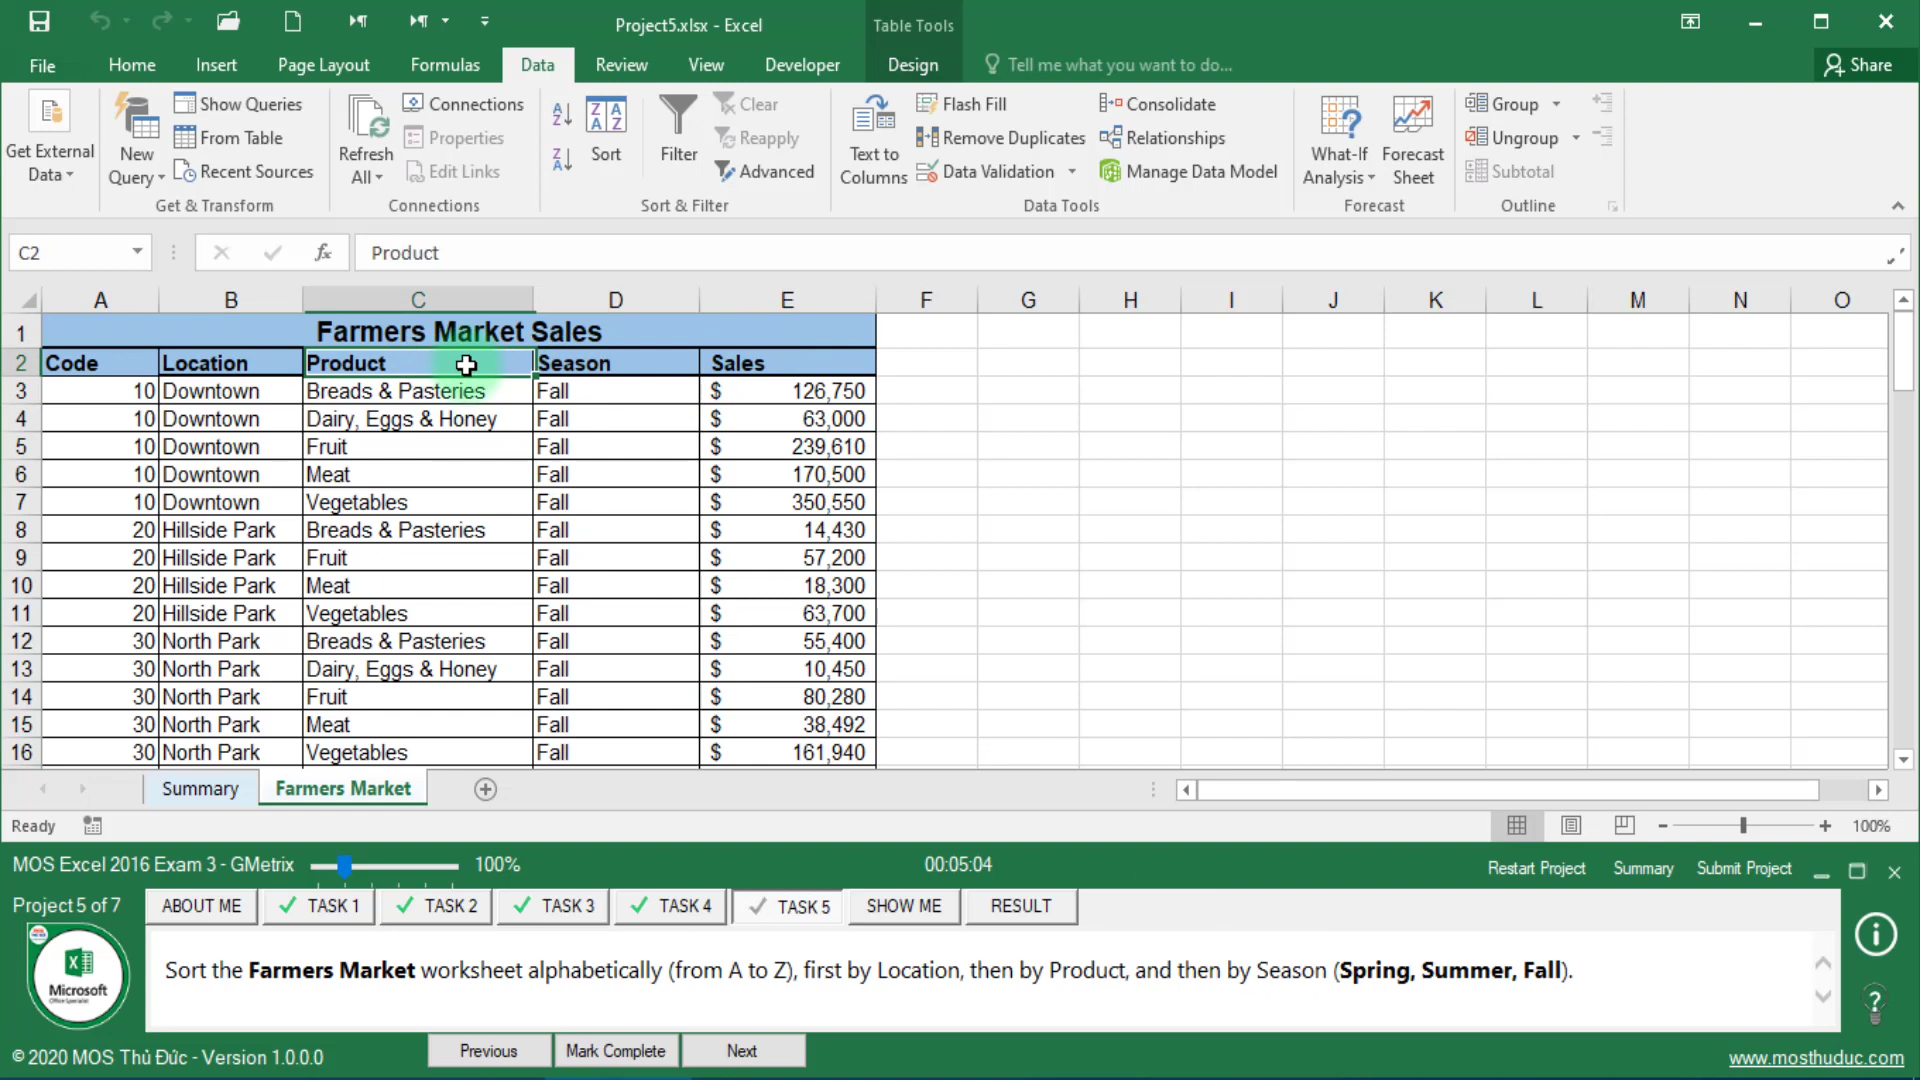 Project5.xlsx - Excel
Table Tools
File Home Insert Page Layout Formulas Data Review View Developer Design Tell me what you want to do... Share
Get External Data
New Query
Show Queries
From Table
Recent Sources
Get & Transform
Refresh All
Connections
Properties
Edit Links
Connections
Sort
Filter
Clear
Reapply
Advanced
Sort & Filter
Text to Columns
Flash Fill
Remove Duplicates
Data Validation
Consolidate
Relationships
Manage Data Model
Data Tools
What-If Analysis
Forecast Sheet
Forecast
Group
Ungroup
Subtotal
Outline
C2 fx Product
A B C D E F G H I J K L M N O
1 Farmers Market Sales
2 Code Location Product Season Sales
3 10 Downtown Breads & Pasteries Fall $ 126,750
4 10 Downtown Dairy, Eggs & Honey Fall $ 63,000
5 10 Downtown Fruit Fall $ 239,610
6 10 Downtown Meat Fall $ 170,500
7 10 Downtown Vegetables Fall $ 350,550
8 20 Hillside Park Breads & Pasteries Fall $ 14,430
9 20 Hillside Park Fruit Fall $ 57,200
10 20 Hillside Park Meat Fall $ 18,300
11 20 Hillside Park Vegetables Fall $ 63,700
12 30 North Park Breads & Pasteries Fall $ 55,400
13 30 North Park Dairy, Eggs & Honey Fall $ 10,450
14 30 North Park Fruit Fall $ 80,280
15 30 North Park Meat Fall $ 38,492
16 30 North Park Vegetables Fall $ 161,940
Summary Farmers Market
Ready 100%
MOS Excel 2016 Exam 3 - GMetrix 100% 00:05:04 Restart Project Summary Submit Project
Project 5 of 7 ABOUT ME TASK 1 TASK 2 TASK 3 TASK 4 TASK 5 SHOW ME RESULT
Microsoft
Sort the Farmers Market worksheet alphabetically (from A to Z), first by Location, then by Product, and then by Season (Spring, Summer, Fall).
Previous Mark Complete Next
© 2020 MOS Thủ Đức - Version 1.0.0.0
www.mosthuduc.com